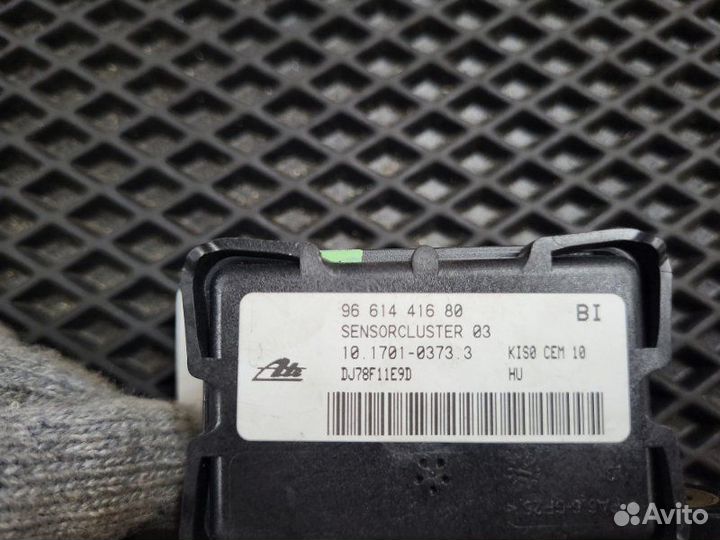 96 614 416 80
BI
SENSORCLUSTER 03
10.1701-0373.3 KIS0 CEM 10
Ate
DJ78F11E9D HU
Avito